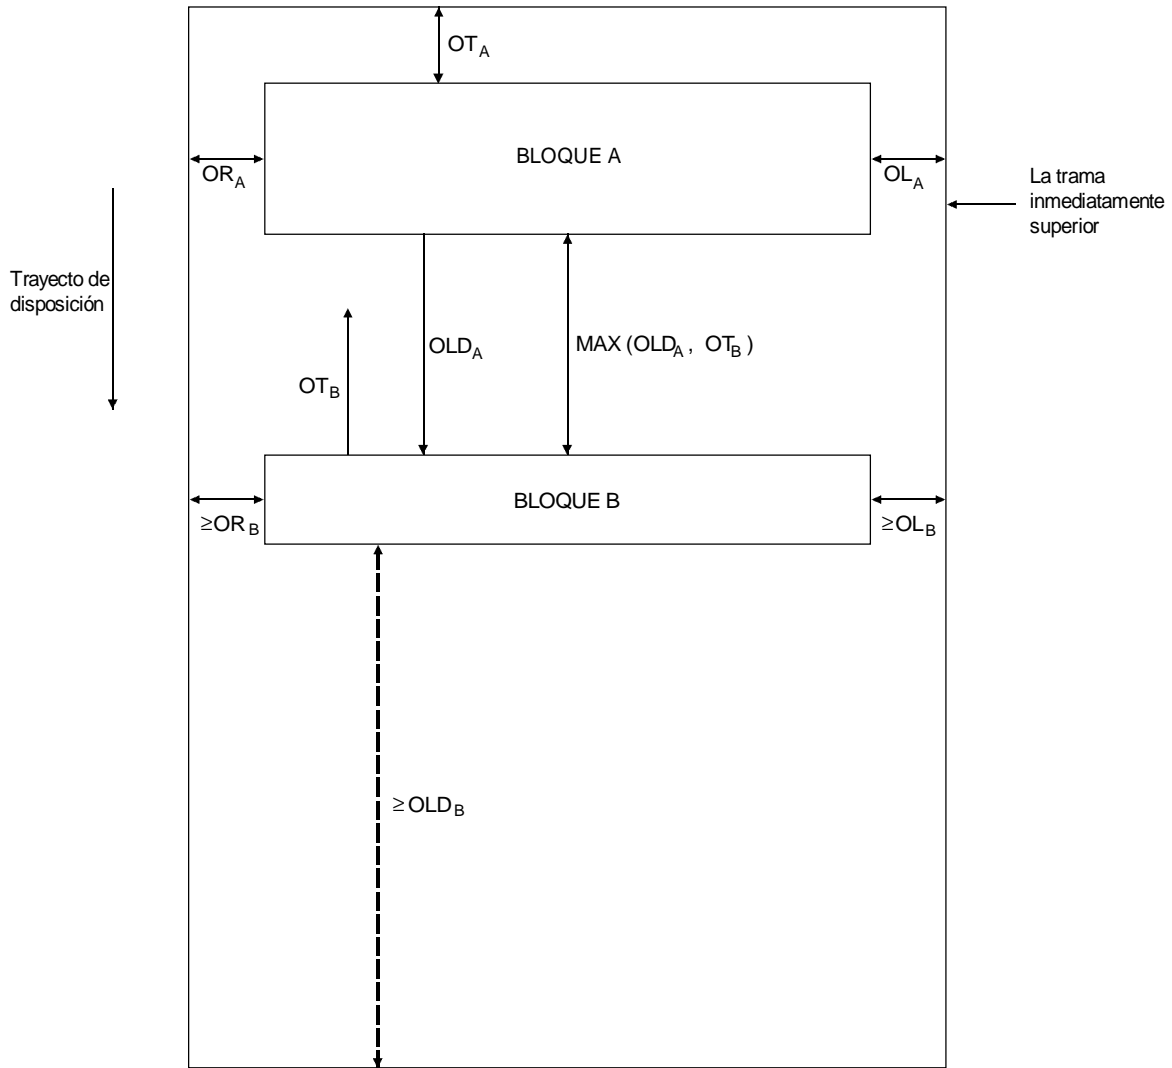 OT_A
BLOQUE A
OR_A
OL_A
La trama
inmediatamente
superior
Trayecto de
disposición
OLD_A
MAX (OLD_A , OT_B )
OT_B
BLOQUE B
≥OR_B
≥OL_B
≥ OLD_B